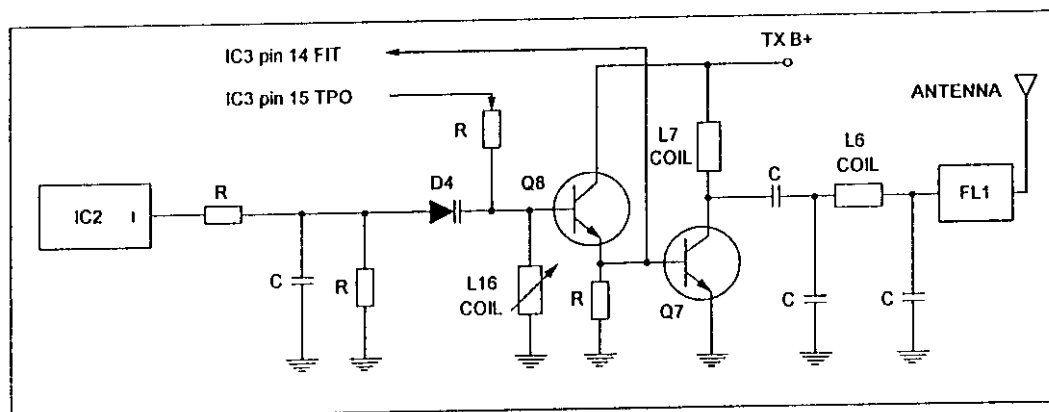 IC3 pin 14 FIT
TX B+
IC3 pin 15 TPO
ANTENNA
R
L7
COIL
L6
COIL
D4
Q8
C
R
IC2
I
FL1
C
R
L16
COIL
R
Q7
C
C